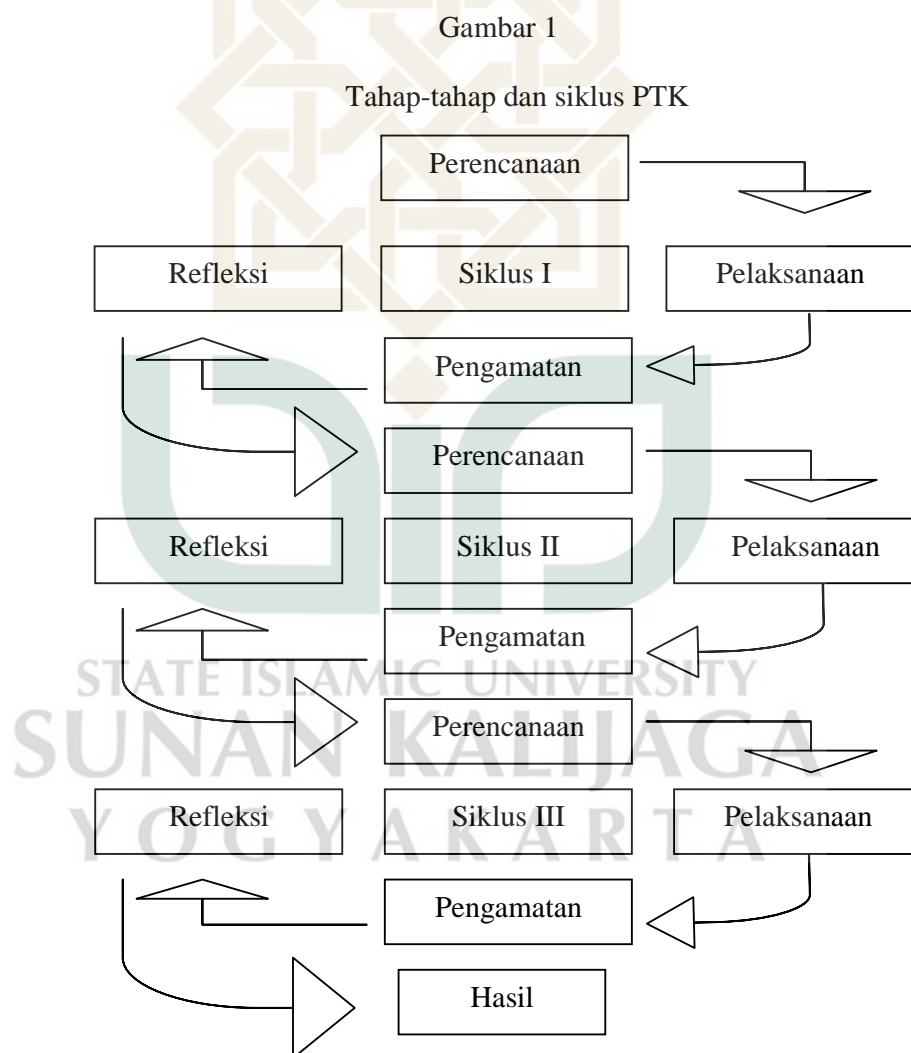 Gambar 1
Tahap-tahap dan siklus PTK
Perencanaan
Refleksi Siklus I Pelaksanaan
Pengamatan
Perencanaan
Refleksi Siklus II Pelaksanaan
Pengamatan
STATE ISLAMIC UNIVERSITY
Perencanaan
SUNAN KALIJAGA
Refleksi Siklus III Pelaksanaan
YOGYAKARTA
Pengamatan
Hasil